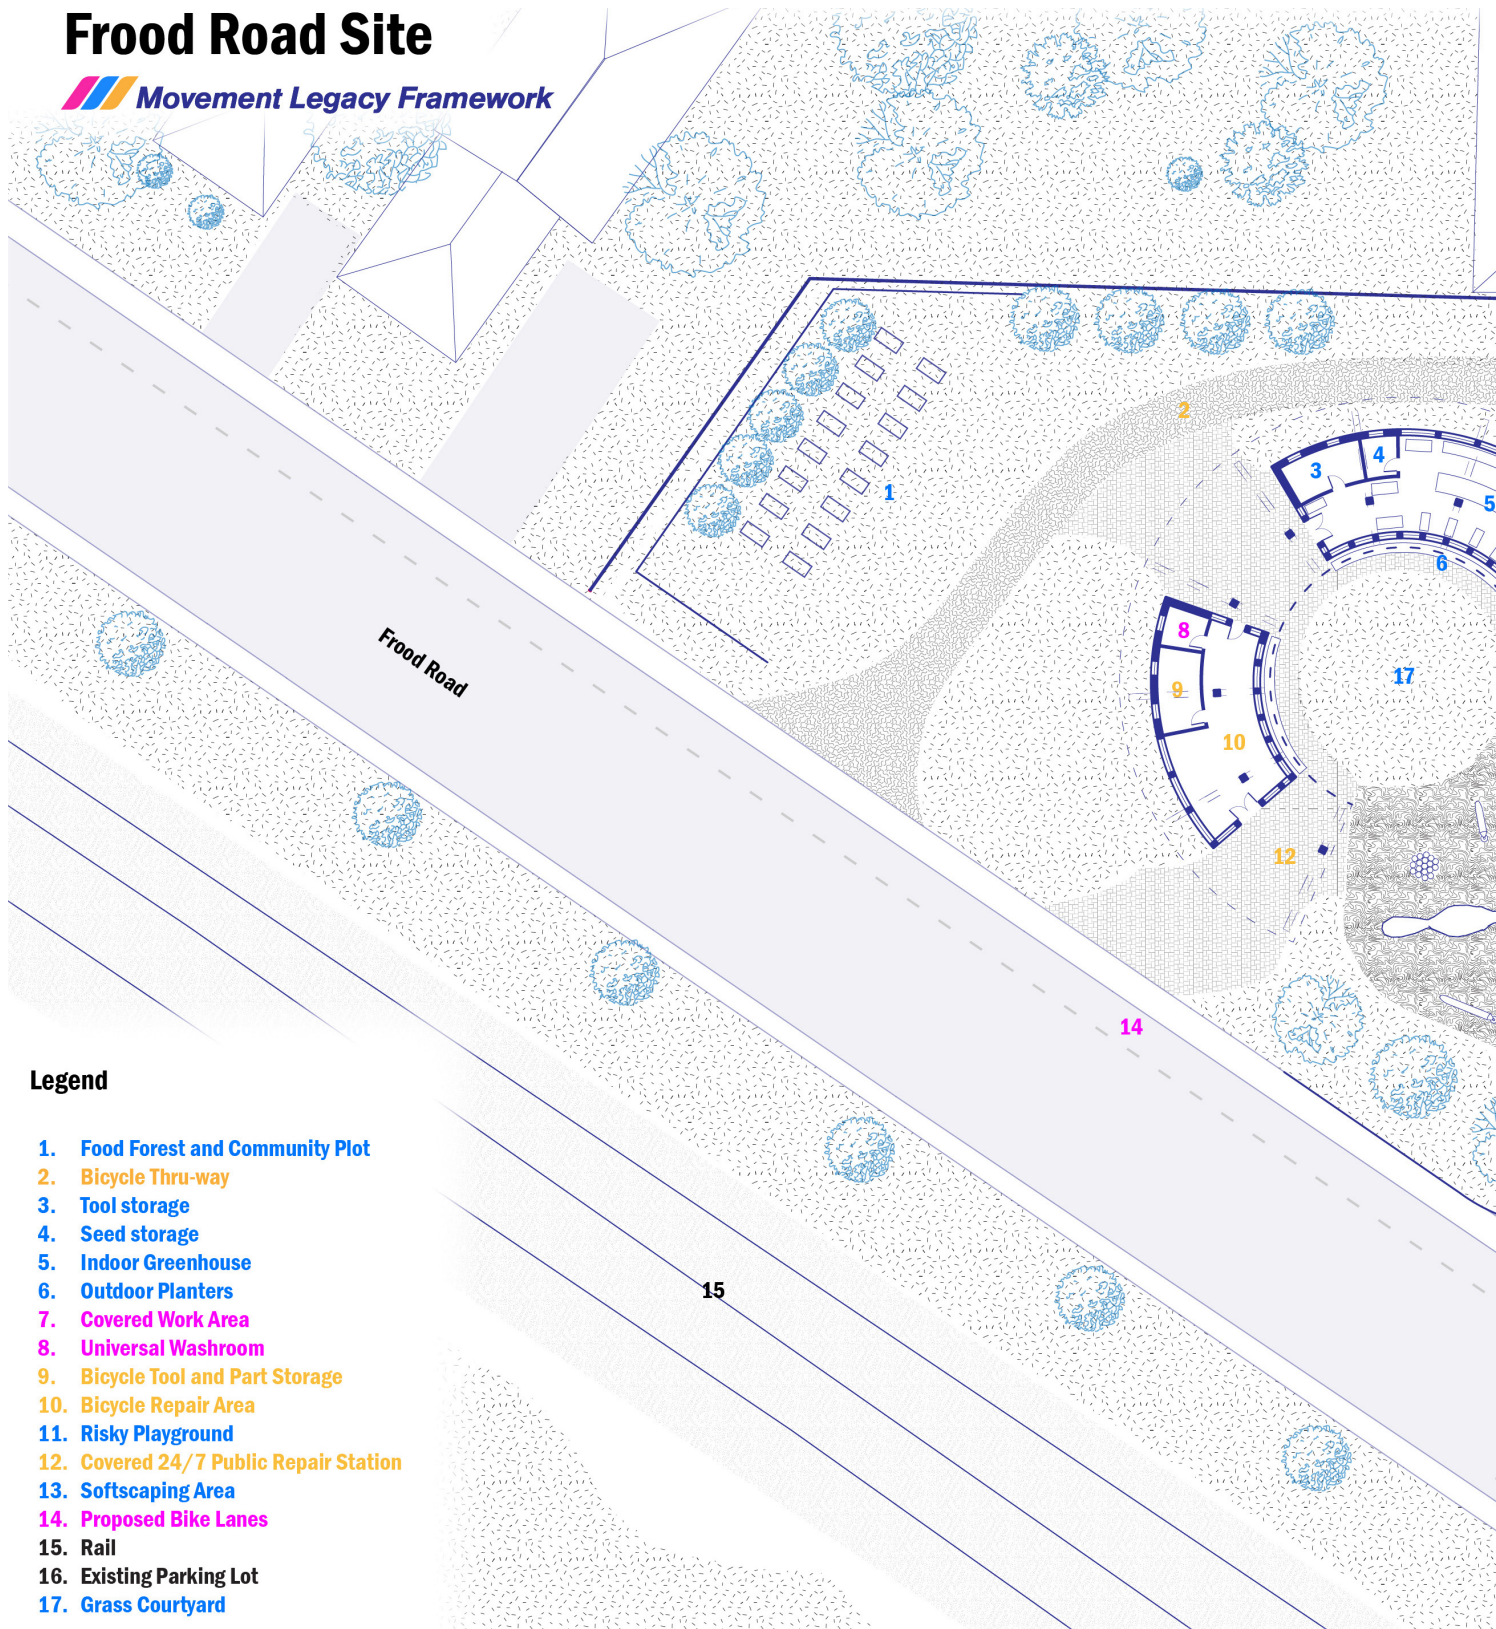 Frood Road Site
Movement Legacy Framework
2
4
3
5
1
6
8
17
9
10
12
Frood Road
14
15
Legend
1. Food Forest and Community Plot
2. Bicycle Thru-way
3. Tool storage
4. Seed storage
5. Indoor Greenhouse
6. Outdoor Planters
7. Covered Work Area
8. Universal Washroom
9. Bicycle Tool and Part Storage
10. Bicycle Repair Area
11. Risky Playground
12. Covered 24/7 Public Repair Station
13. Softscaping Area
14. Proposed Bike Lanes
15. Rail
16. Existing Parking Lot
17. Grass Courtyard